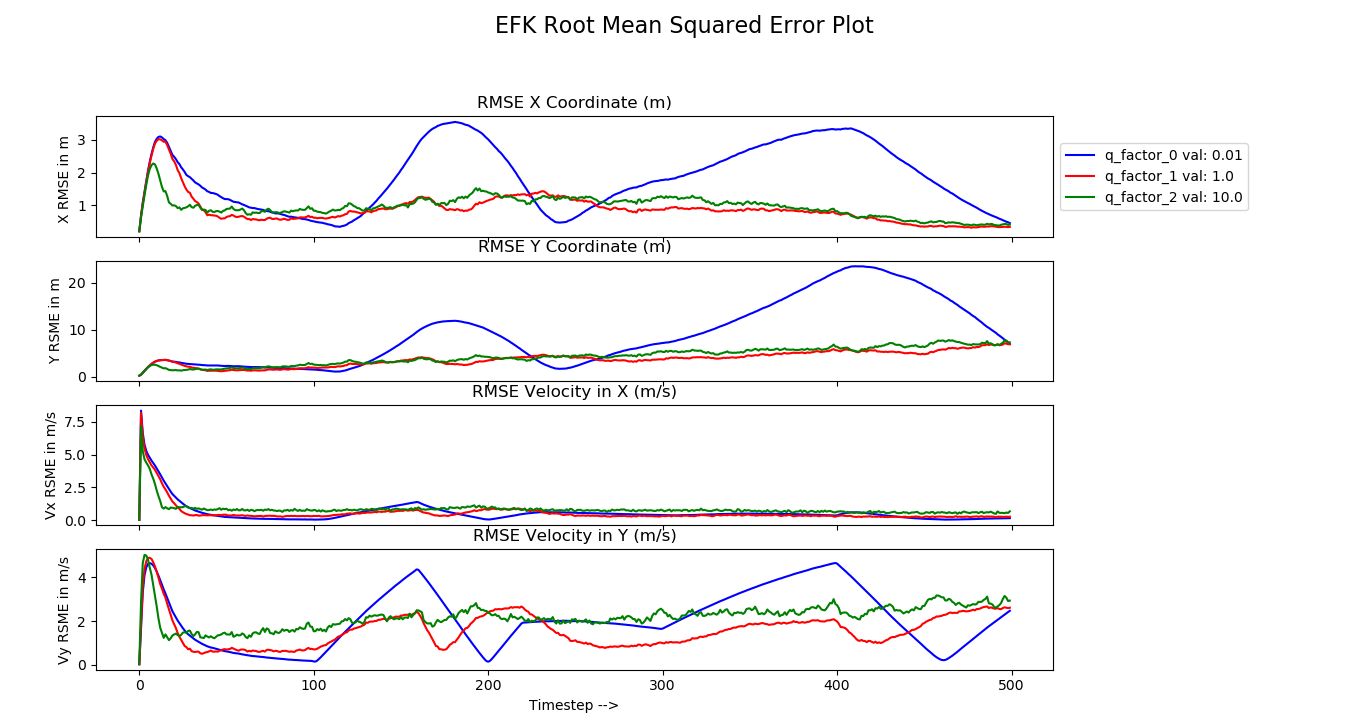 EFK Root Mean Squared Error Plot
RMSE X Coordinate (m)
X RMSE in m
3
2
1
q_factor_0 val: 0.01
q_factor_1 val: 1.0
q_factor_2 val: 10.0
RMSE Y Coordinate (m)
Y RSME in m
20
10
0
RMSE Velocity in X (m/s)
Vx RSME in m/s
7.5
5.0
2.5
0.0
RMSE Velocity in Y (m/s)
Vy RSME in m/s
4
2
0
0 100 200 300 400 500
Timestep -->